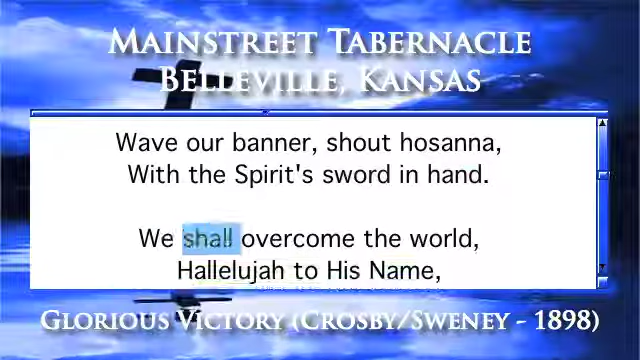 Mainstreet Tabernacle
Belleville, Kansas
Wave our banner, shout hosanna,
With the Spirit's sword in hand.
We shall overcome the world,
Hallelujah to His Name,
Glorious Victory (Crosby/Sweney - 1898)